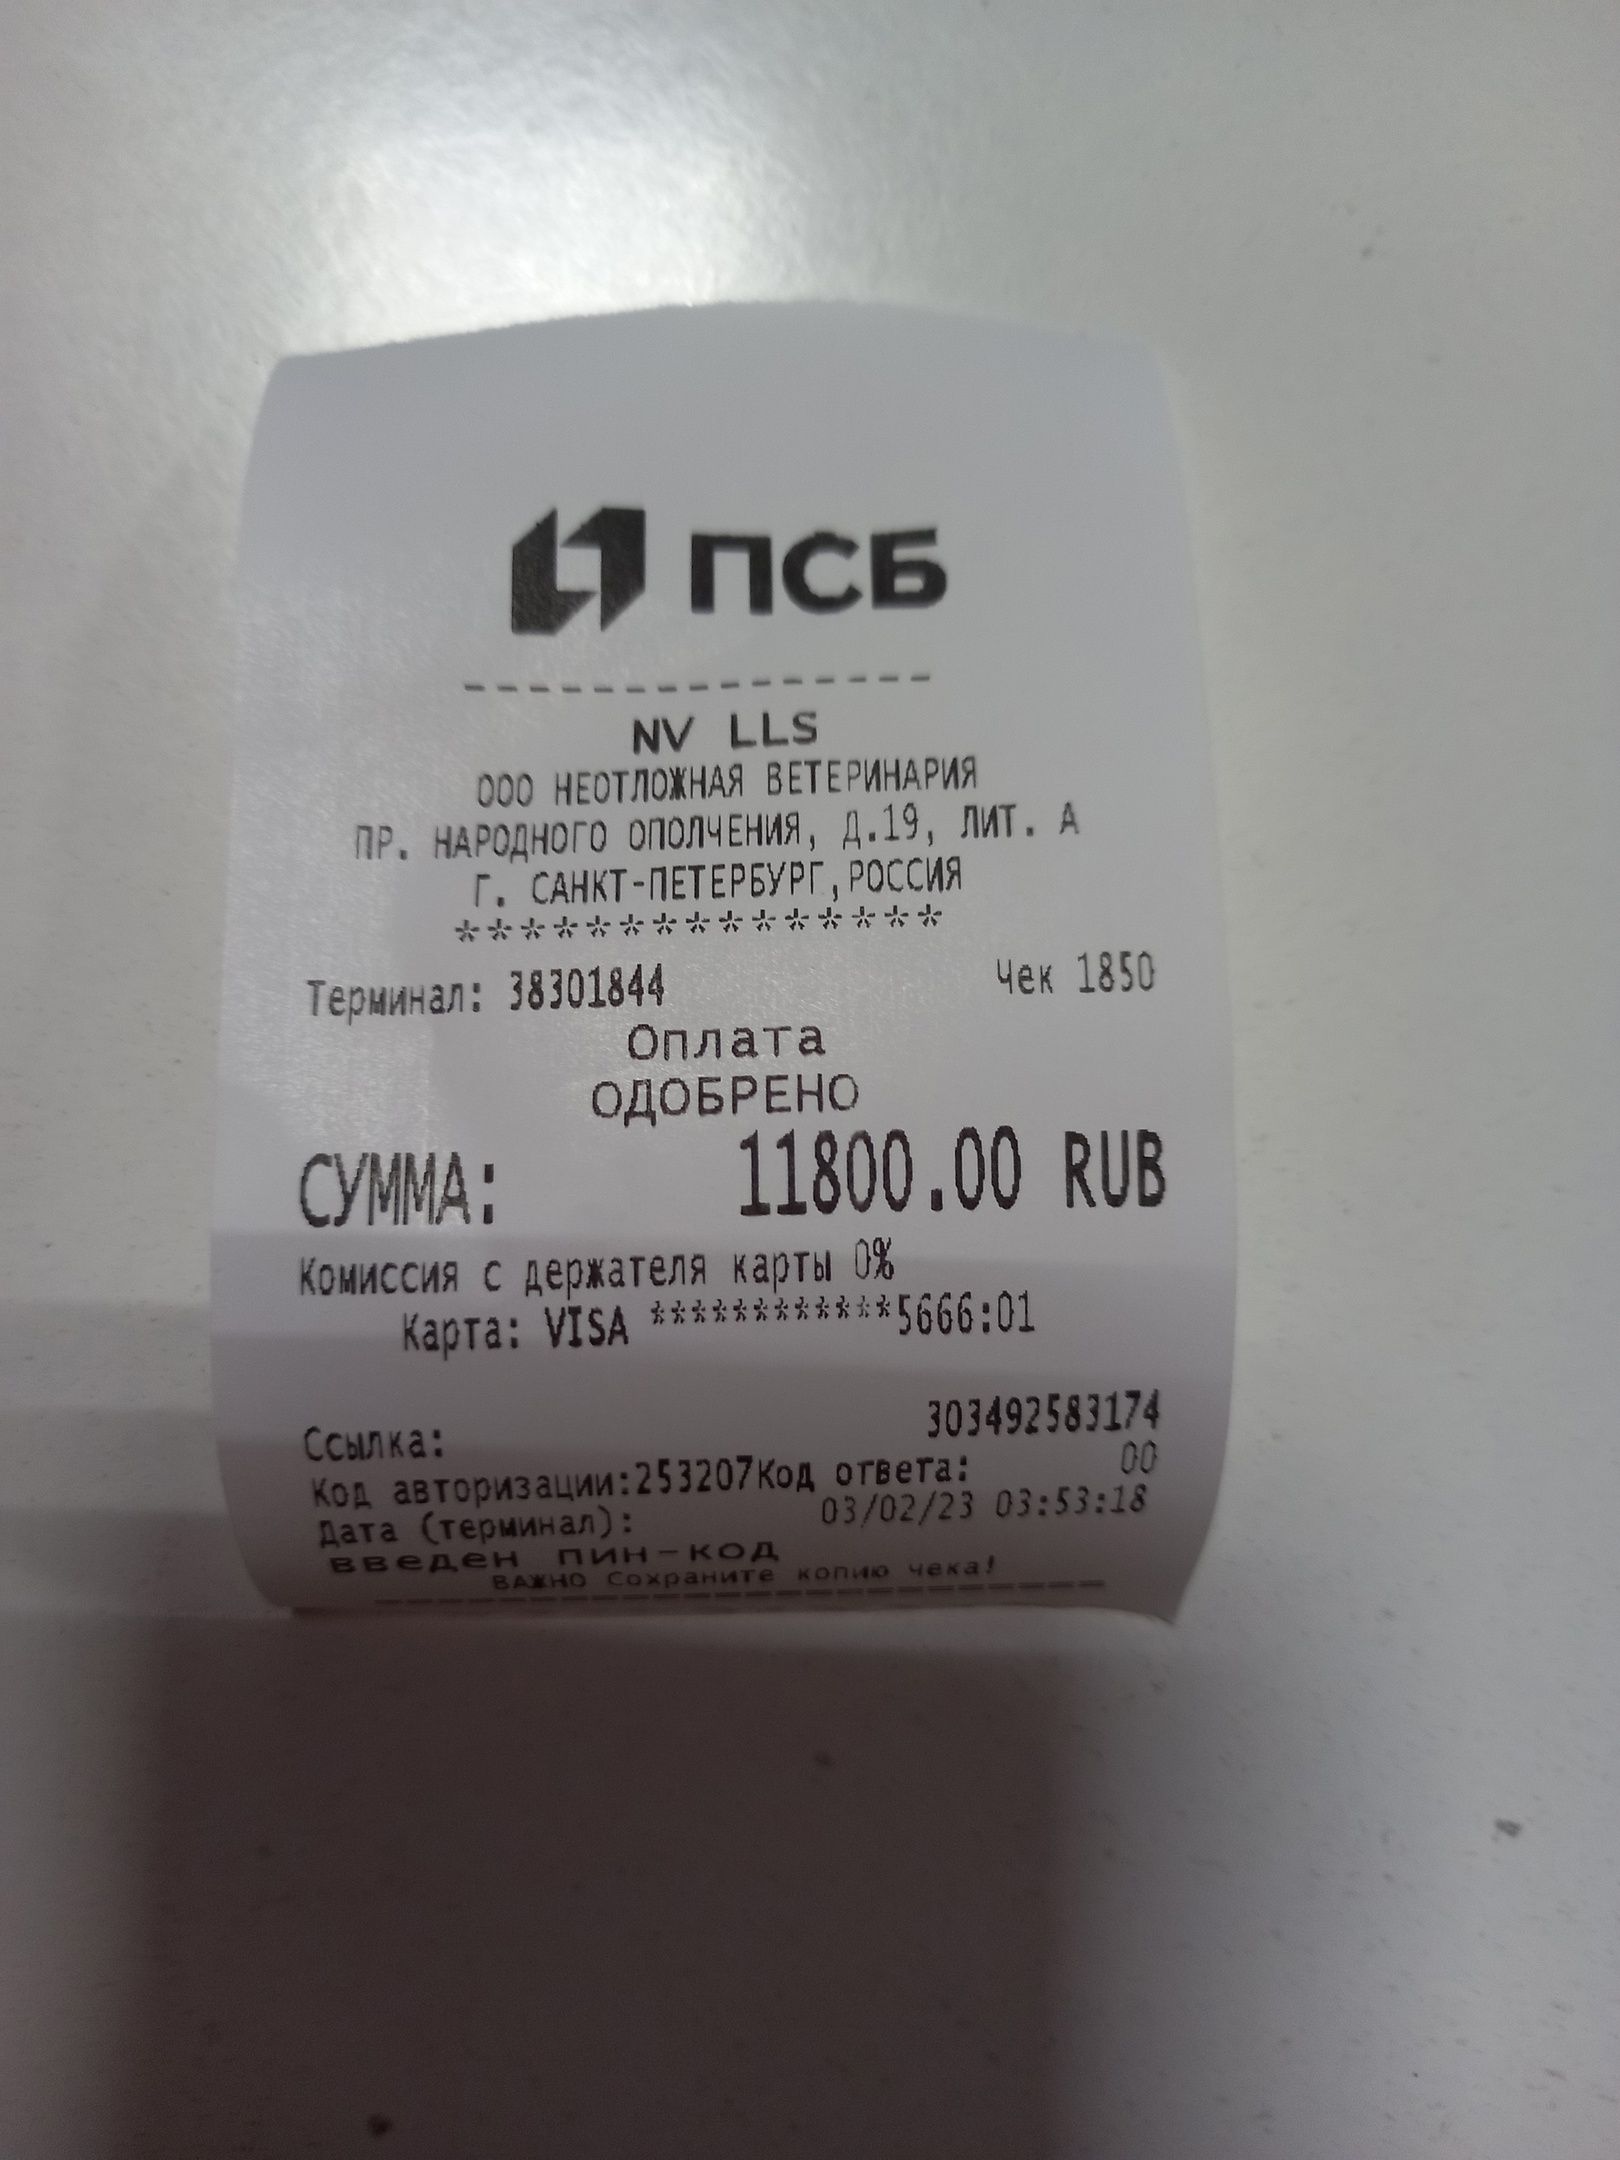 ПСБ
----------------
NV LLS
ООО НЕОТЛОЖНАЯ ВЕТЕРИНАРИЯ
ПР. НАРОДНОГО ОПОЛЧЕНИЯ, Д.19, ЛИТ. А
Г. САНКТ-ПЕТЕРБУРГ,РОССИЯ
***************
Терминал: 38301844 Чек 1850
Оплата
ОДОБРЕНО
СУММА: 11800.00 RUB
Комиссия с держателя карты 0%
Карта: VISA ************5666:01
Ссылка: 303492583174
Код авторизации:253207Код ответа: 00
Дата (терминал): 03/02/23 03:53:18
введен пин-код
ВАЖНО Сохраните копию чека!
------------------------